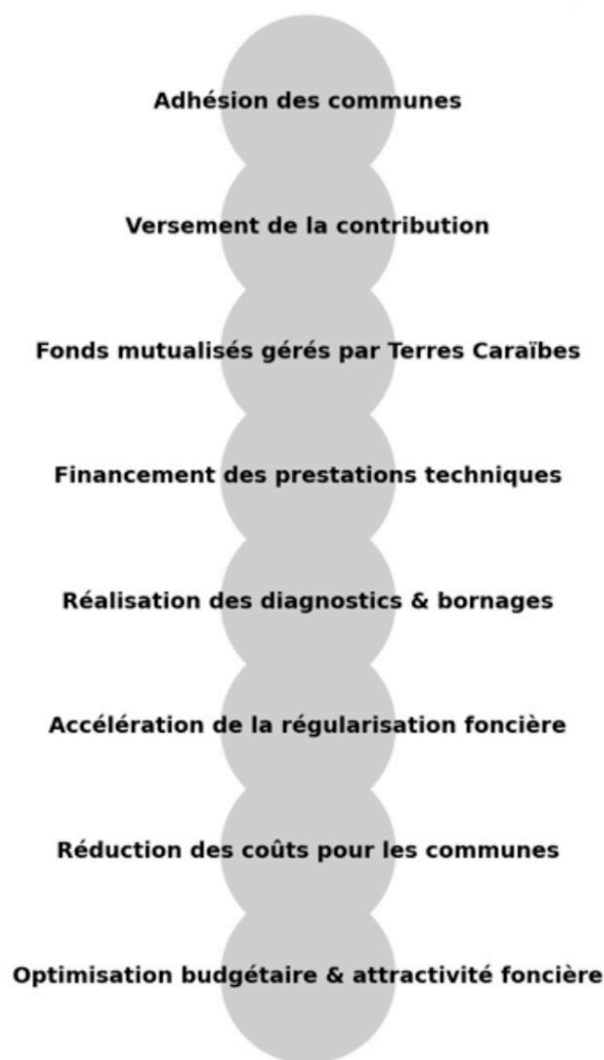 Adhésion des communes
Versement de la contribution
Fonds mutualisés gérés par Terres Caraïbes
Financement des prestations techniques
Réalisation des diagnostics & bornages
Accélération de la régularisation foncière
Réduction des coûts pour les communes
Optimisation budgétaire & attractivité foncière